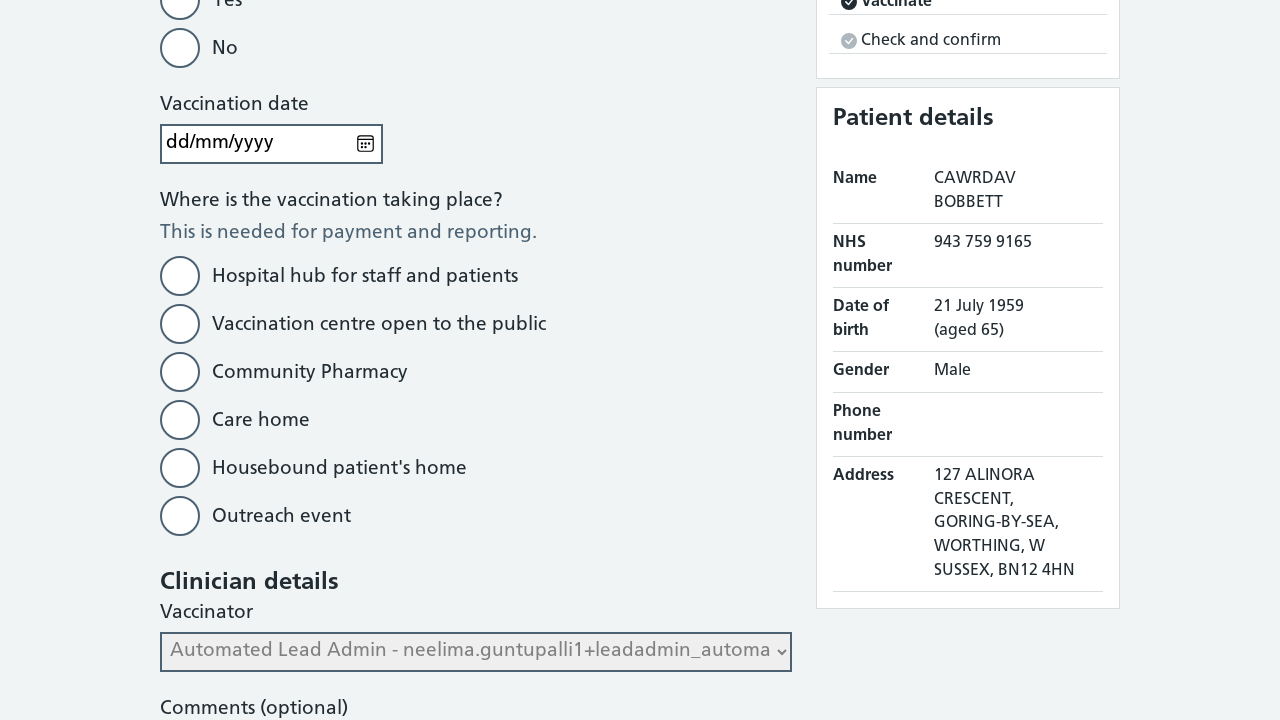 Yes
No
Vaccination date
dd/mm/yyyy
Where is the vaccination taking place?
This is needed for payment and reporting.
Hospital hub for staff and patients
Vaccination centre open to the public
Community Pharmacy
Care home
Housebound patient's home
Outreach event
Clinician details
Vaccinator
Automated Lead Admin - neelima.guntupalli1+leadadmin_automa
Comments (optional)
Vaccinate
Check and confirm
Patient details
Name CAWRDAV
BOBBETT
NHS 943 759 9165
number
Date of 21 July 1959
birth (aged 65)
Gender Male
Phone
number
Address 127 ALINORA
CRESCENT,
GORING-BY-SEA,
WORTHING, W
SUSSEX, BN12 4HN